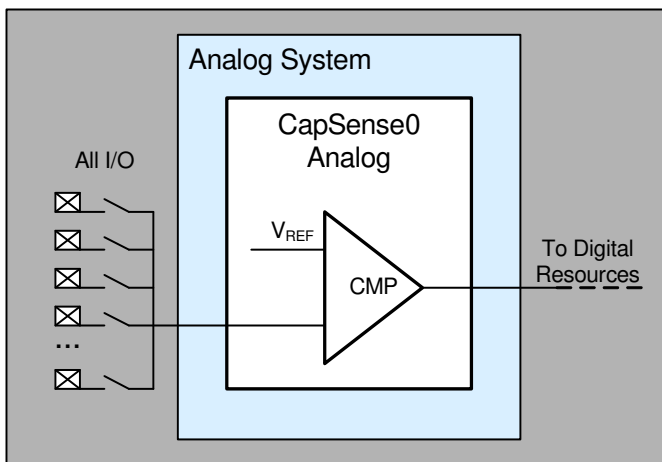 Analog System
CapSense0
Analog
All I/O
VREF
CMP
To Digital
Resources
...